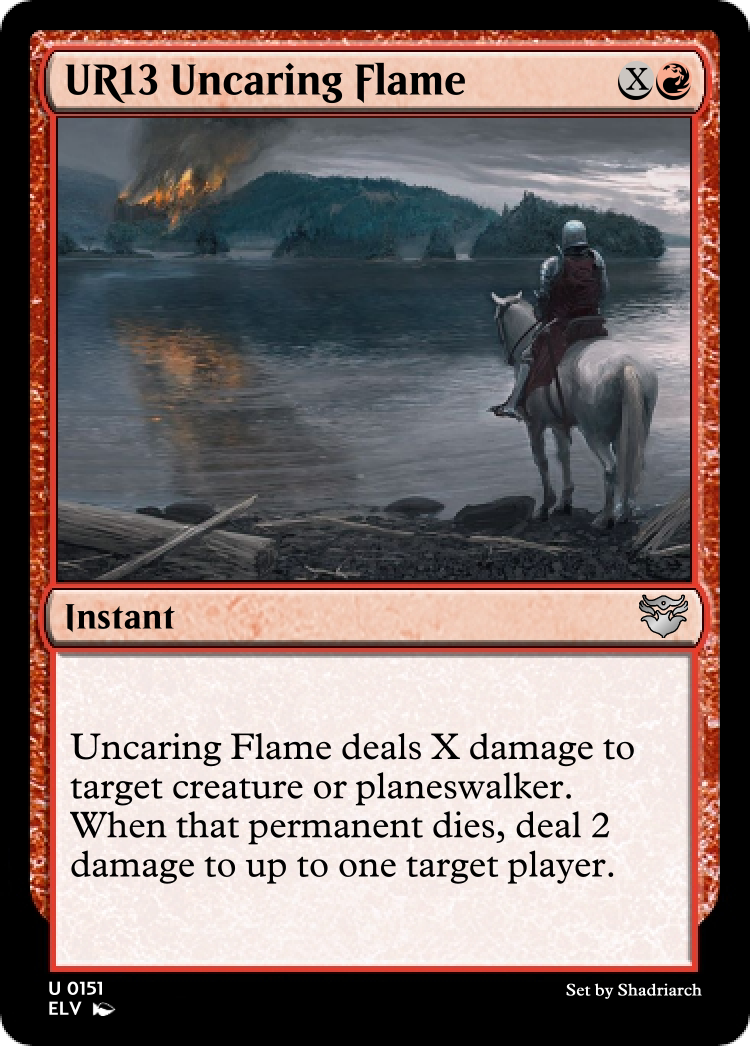 UR13 Uncaring Flame X
Instant
Uncaring Flame deals X damage to
target creature or planeswalker.
When that permanent dies, deal 2
damage to up to one target player.
U 0151
ELV
Set by Shadriarch